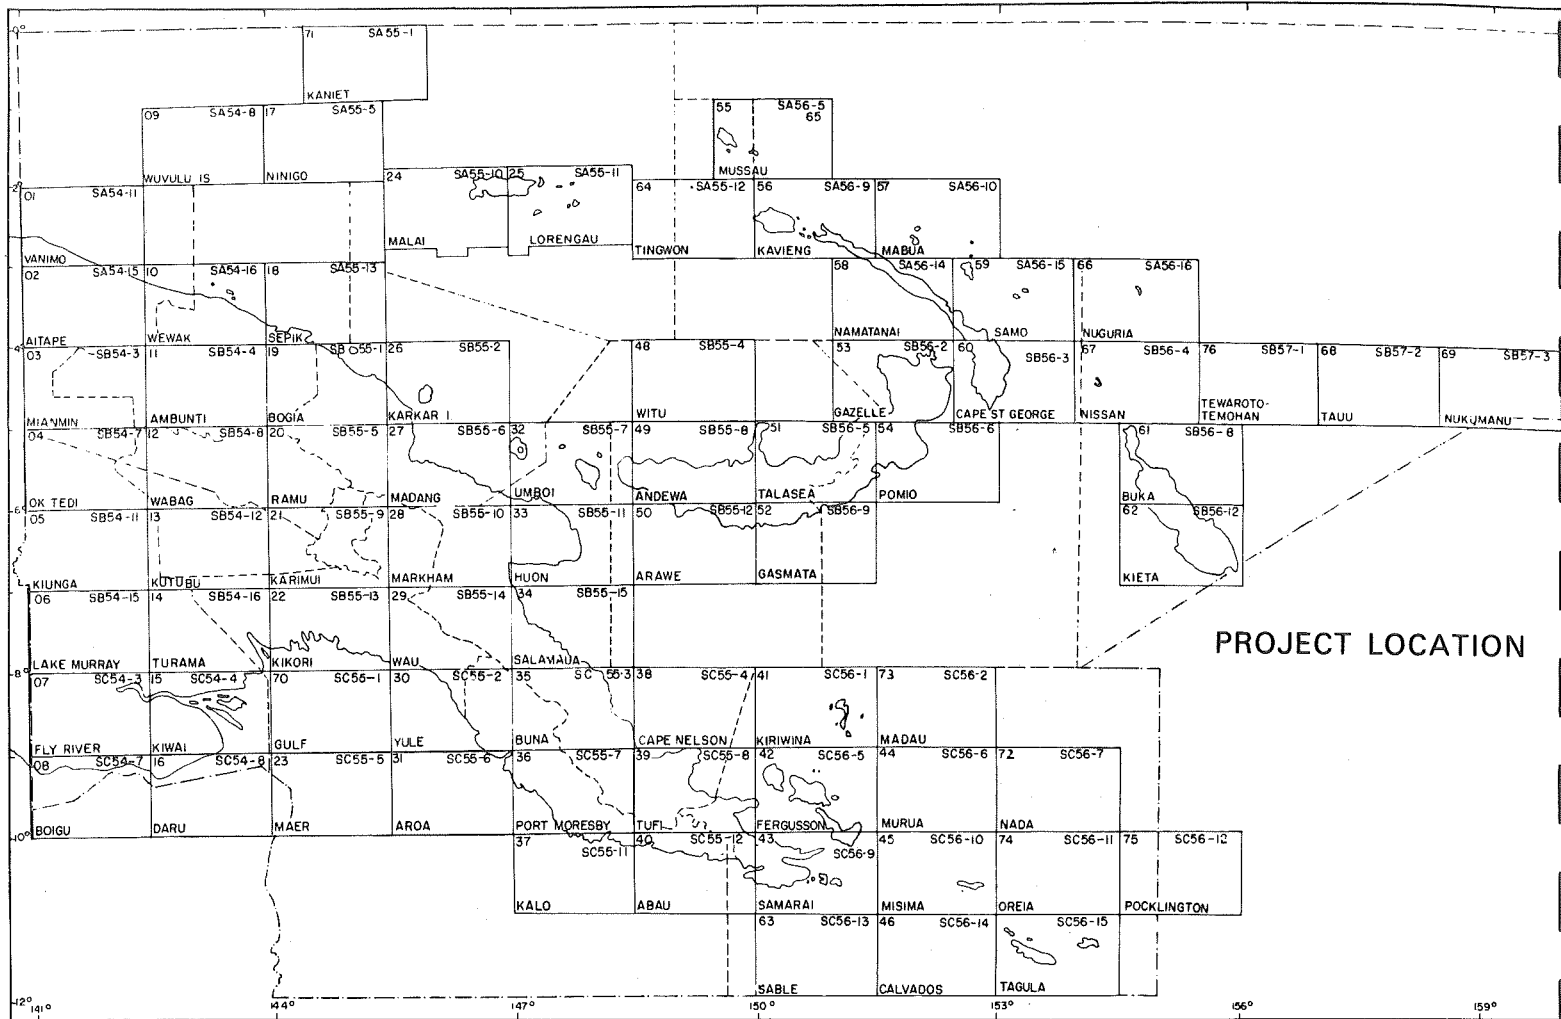 0°
71 SA 55-1
KANIET
09 SA54-8 17 SA55-5
55 SA56-5
65
WUVULU IS NINIGO
MUSSAU
2°
01 SA54-11
24 SA55-10 25 SA55-11
64 SA55-12 56 SA56-9 57 SA56-10
VANIMO
MALAI LORENGAU
TINGWON KAVIENG MABUA
02 SA54-15 10 SA54-16 18 SA55-13
58 SA56-14 59 SA56-15 66 SA56-16
AITAPE WEWAK SEPIK
NAMATANAI SAMO NUGURIA
4°
03 SB54-3 11 SB54-4 19 SB 55-1 26 SB55-2
48 SB55-4 53 SB56-2 60 SB56-3 67 SB56-4 76 SB57-1 68 SB57-2 69 SB57-3
MIANMIN AMBUNTI BOGIA KARKAR I
WITU GAZELLE CAPE ST GEORGE NISSAN TEWAROTO-
TEMOHAN TAUU NUKUMANU
04 SB54-7 12 SB54-8 20 SB55-5 27 SB55-6 32 SB55-7 49 SB55-8 51 SB56-5 54 SB56-6
61 SB56-8
OK TEDI WABAG RAMU MADANG UMBOI ANDEWA TALASEA POMIO
BUKA
6°
05 SB54-11 13 SB54-12 21 SB55-9 28 SB55-10 33 SB55-11 50 SB55-12 52 SB56-9
62 SB56-12
KIUNGA KUTUBU KARIMUI MARKHAM HUON ARAWE GASMATA
KIETA
06 SB54-15 14 SB54-16 22 SB55-13 29 SB55-14 34 SB55-15
PROJECT LOCATION
LAKE MURRAY TURAMA KIKORI WAU SALAMAUA
8°
07 SC54-3 15 SC54-4 70 SC55-1 30 SC55-2 35 SC 55-3 38 SC55-4 41 SC56-1 73 SC56-2
FLY RIVER KIWAI GULF YULE BUNA CAPE NELSON KIRIWINA MADAU
08 SC54-7 16 SC54-8 23 SC55-5 31 SC55-6 36 SC55-7 39 SC55-8 42 SC56-5 44 SC56-6 72 SC56-7
BOIGU DARU MAER AROA PORT MORESBY TUFI FERGUSSON MURUA NADA
10°
37 SC55-11 40 SC55-12 43 SC56-9 45 SC56-10 74 SC56-11 75 SC56-12
KALO ABAU SAMARAI MISIMA OREIA POCKLINGTON
63 SC56-13 46 SC56-14 SC56-15
SABLE CALVADOS TAGULA
12°
141° 144° 147° 150° 153° 156° 159°